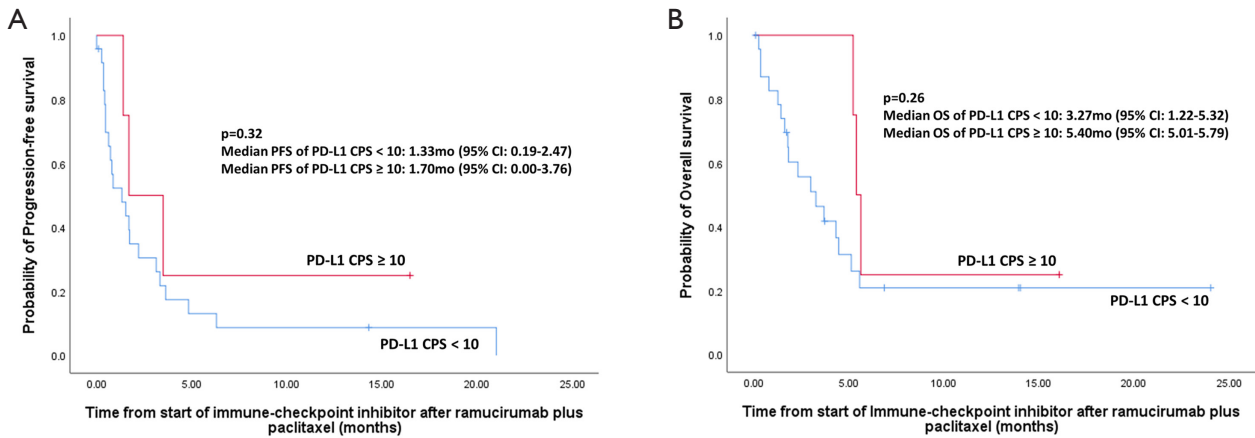 A
Probability of Progression-free survival
1.0
0.8
0.6
0.4
0.2
0.0
p=0.32
Median PFS of PD-L1 CPS < 10: 1.33mo (95% CI: 0.19-2.47)
Median PFS of PD-L1 CPS ≥ 10: 1.70mo (95% CI: 0.00-3.76)
PD-L1 CPS ≥ 10
PD-L1 CPS < 10
0.00 5.00 10.00 15.00 20.00 25.00
Time from start of immune-checkpoint inhibitor after ramucirumab plus
paclitaxel (months)
B
Probability of Overall survival
1.0
0.8
0.6
0.4
0.2
0.0
p=0.26
Median OS of PD-L1 CPS < 10: 3.27mo (95% CI: 1.22-5.32)
Median OS of PD-L1 CPS ≥ 10: 5.40mo (95% CI: 5.01-5.79)
PD-L1 CPS ≥ 10
PD-L1 CPS < 10
0.00 5.00 10.00 15.00 20.00 25.00
Time from start of Immune-checkpoint inhibitor after ramucirumab plus
paclitaxel (months)